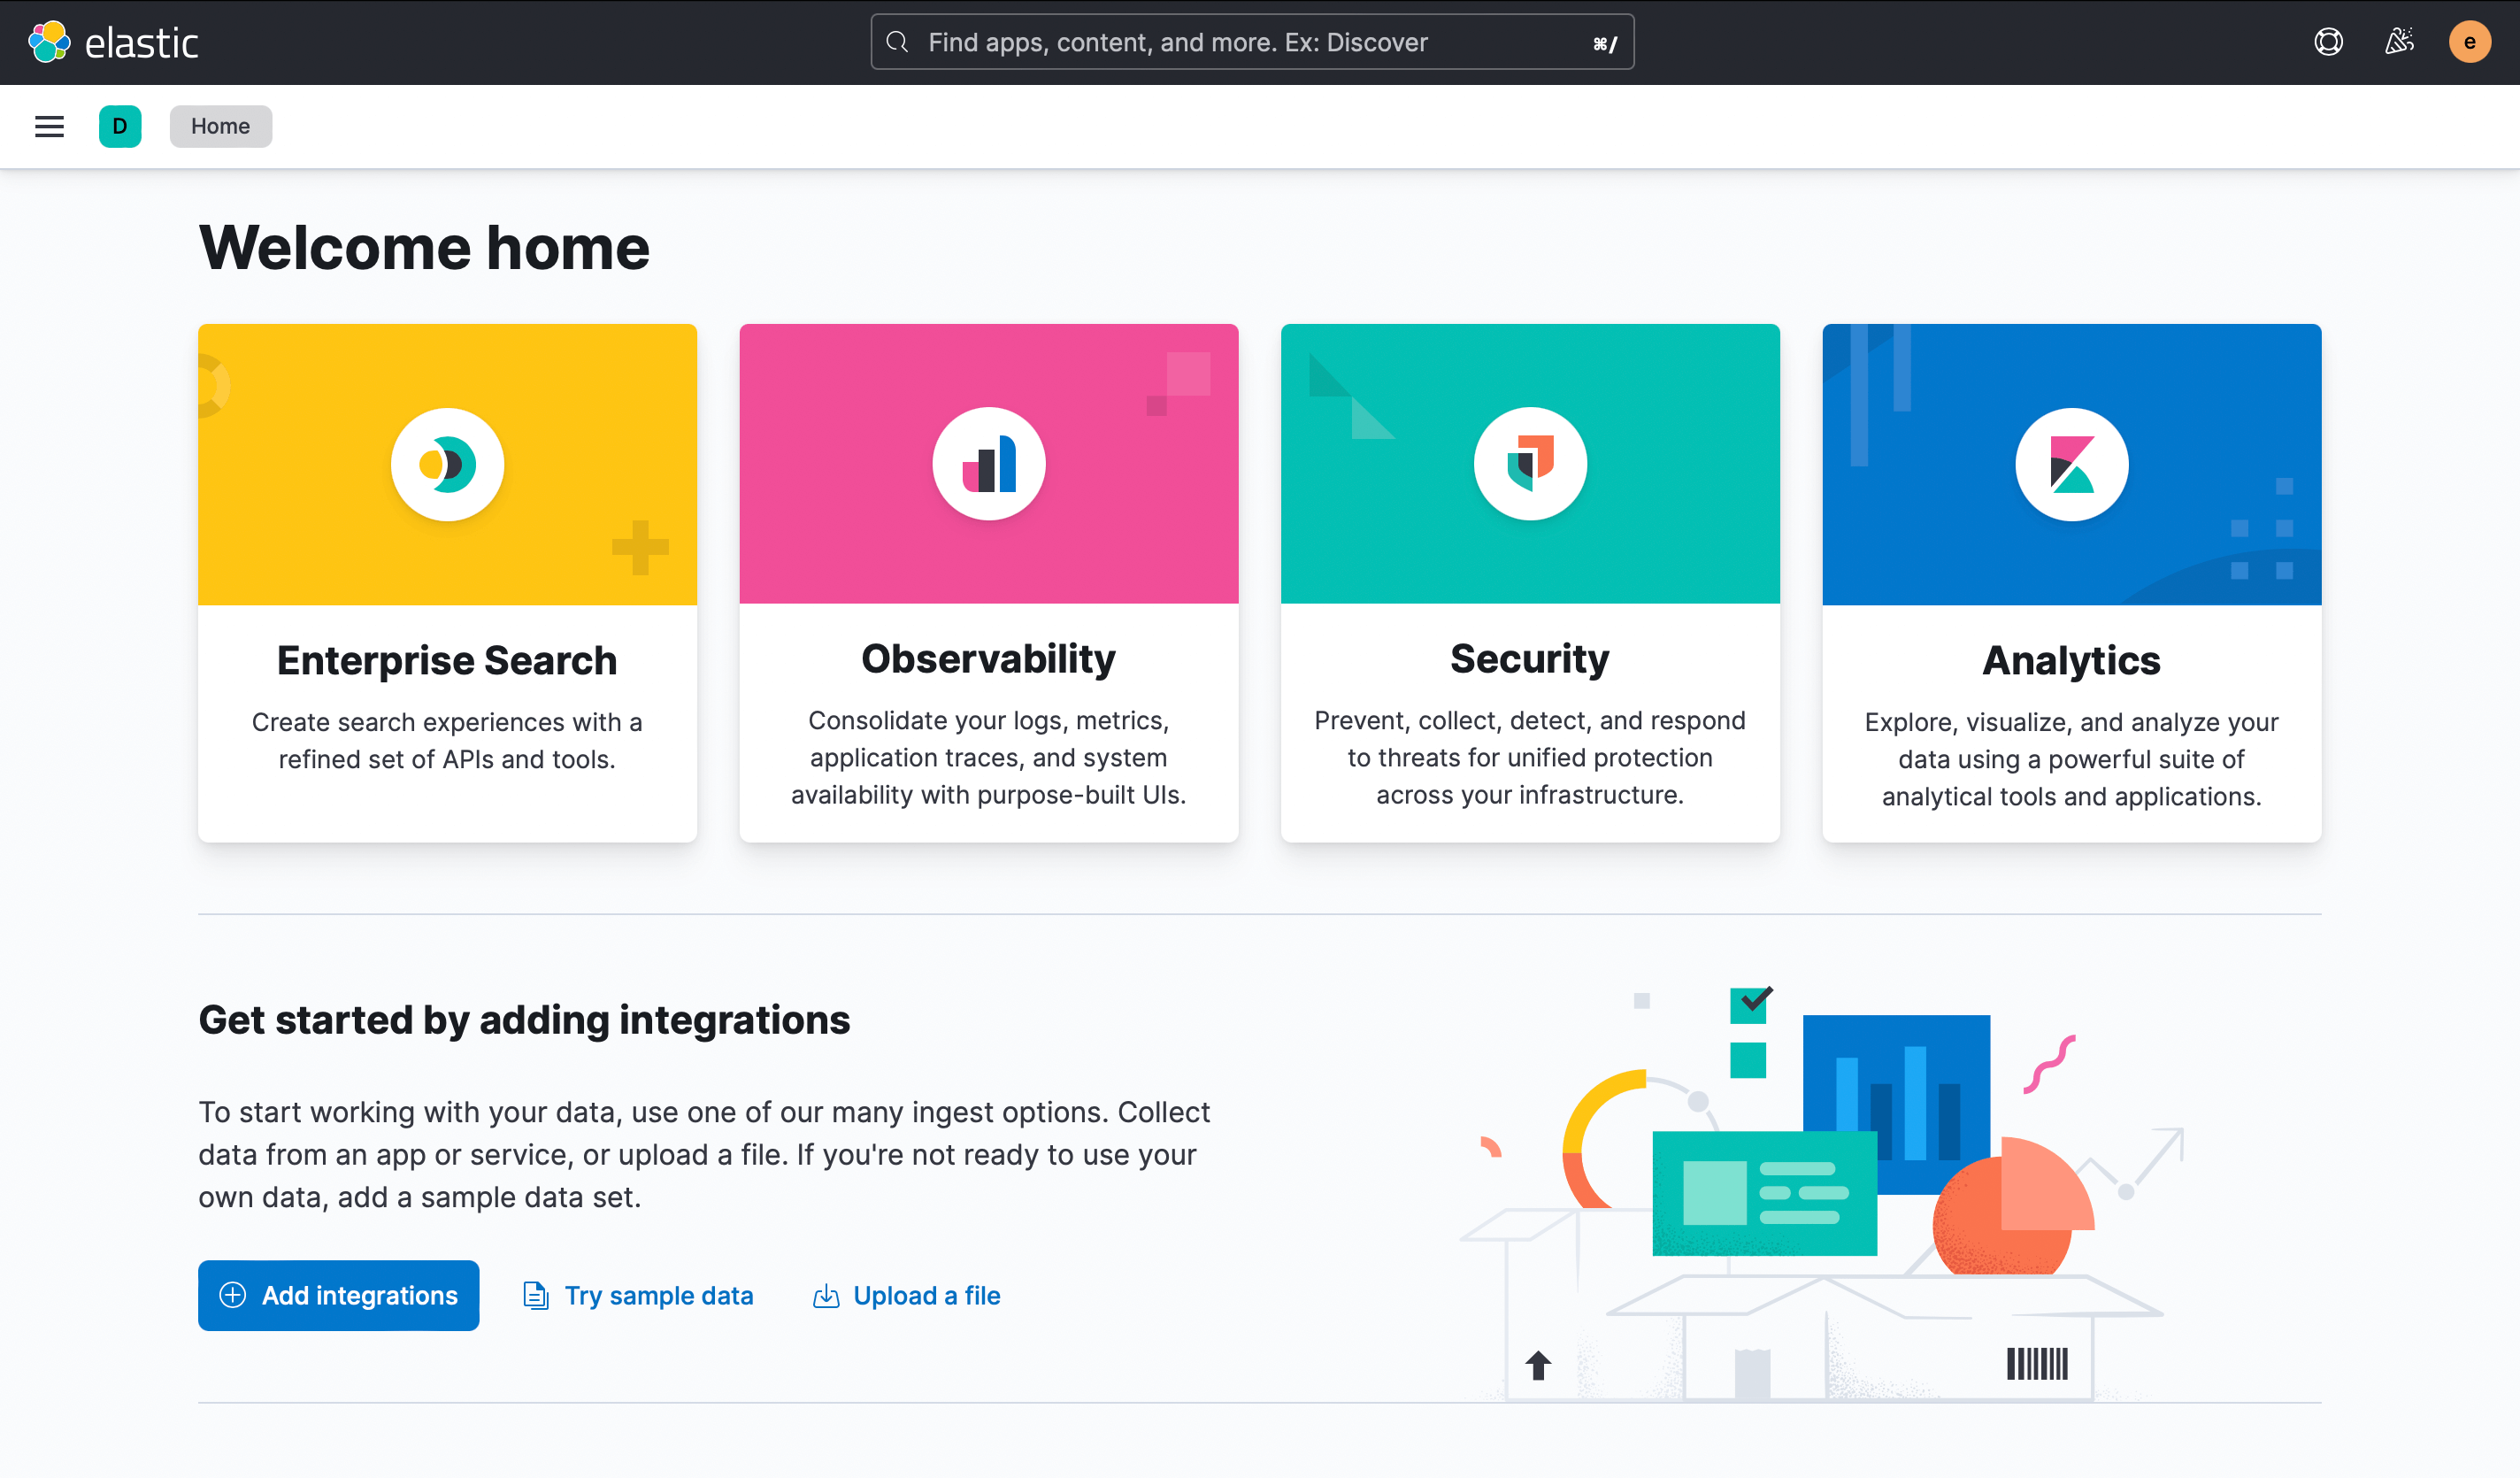 elastic
Find apps, content, and more. Ex: Discover
⌘/
e
D
Home
Welcome home
Enterprise Search
Create search experiences with a
refined set of APIs and tools.
Observability
Consolidate your logs, metrics,
application traces, and system
availability with purpose-built UIs.
Security
Prevent, collect, detect, and respond
to threats for unified protection
across your infrastructure.
Analytics
Explore, visualize, and analyze your
data using a powerful suite of
analytical tools and applications.
Get started by adding integrations
To start working with your data, use one of our many ingest options. Collect
data from an app or service, or upload a file. If you're not ready to use your
own data, add a sample data set.
Add integrations
Try sample data
Upload a file